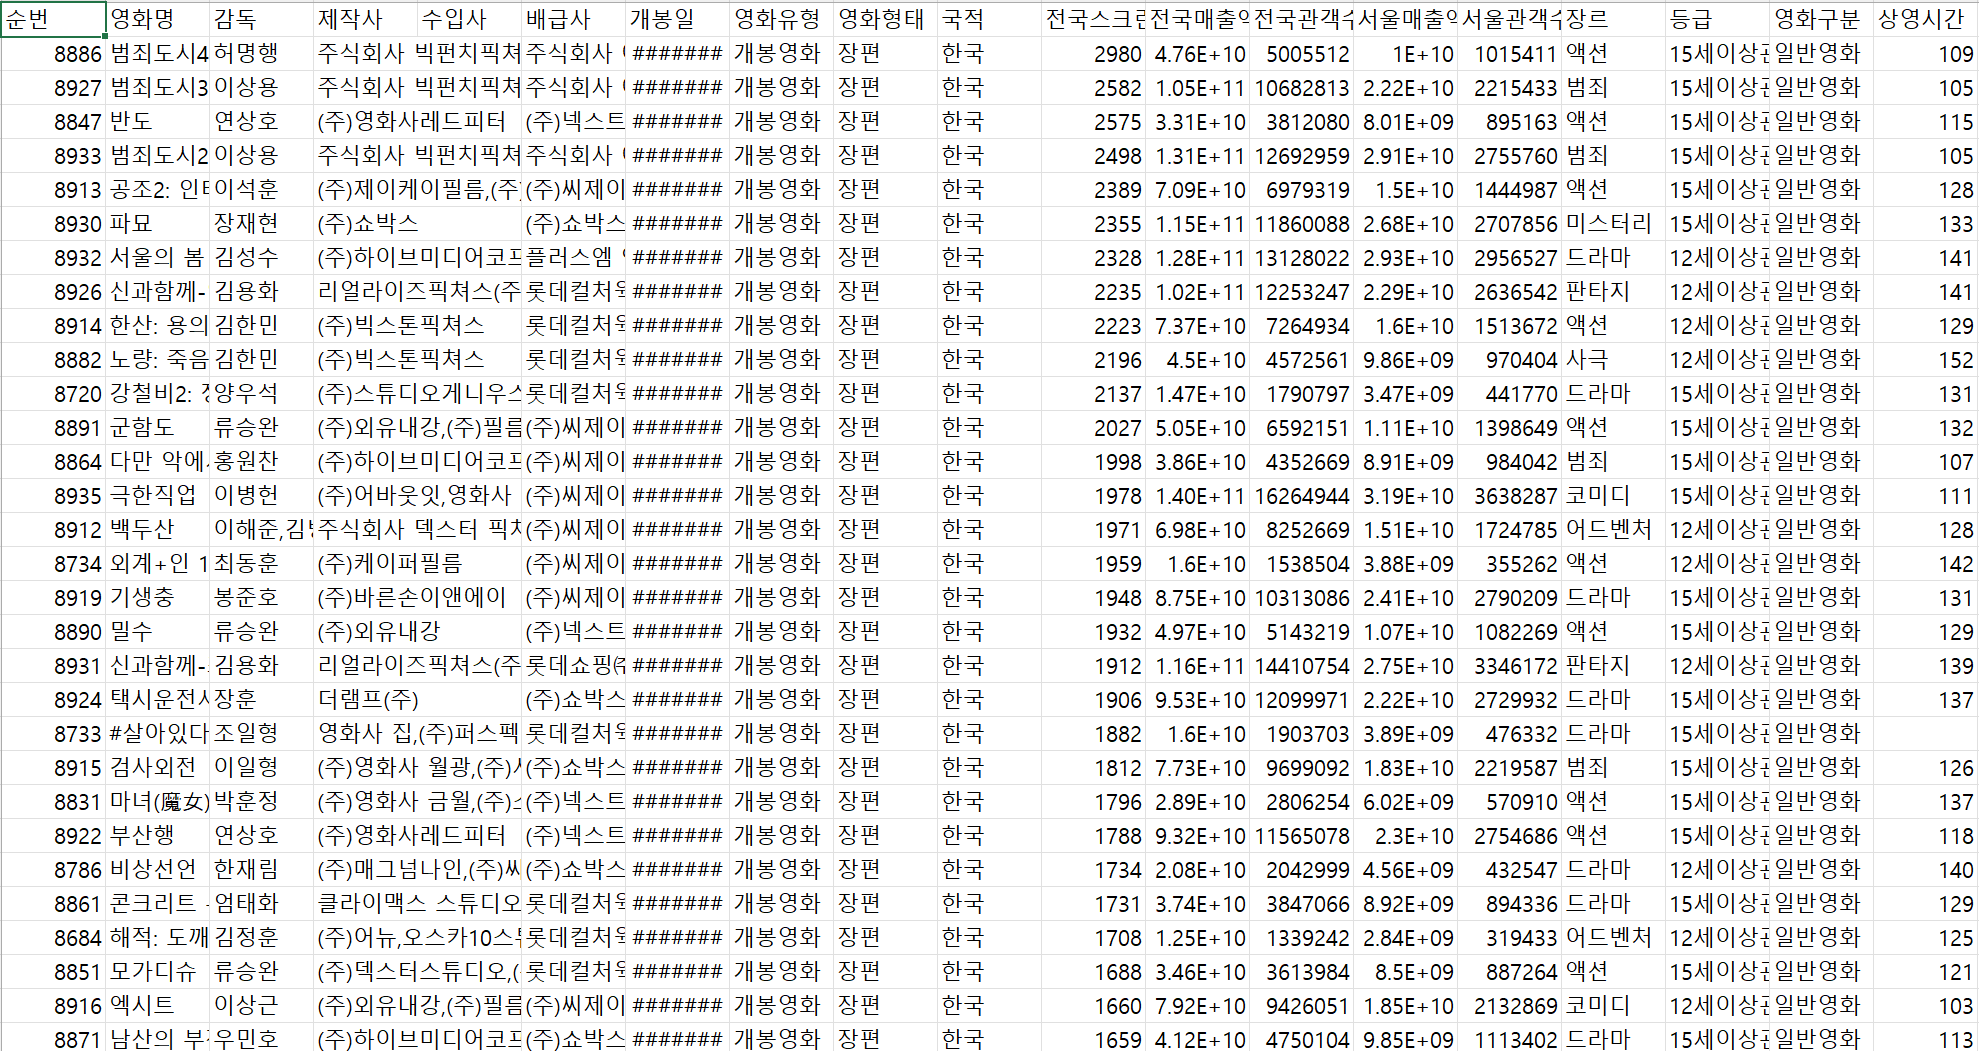 순번 영화명 감독 제작사 수입사 배급사 개봉일 영화유형 영화형태 국적 전국스크린 전국매출액 전국관객수 서울매출액 서울관객수 장르 등급 영화구분 상영시간
8886 범죄도시4 허명행 주식회사 빅펀치픽쳐 주식회사 ####### 개봉영화 장편 한국 2980 4.76E+10 5005512 1E+10 1015411 액션 15세이상관 일반영화 109
8927 범죄도시3 이상용 주식회사 빅펀치픽쳐 주식회사 ####### 개봉영화 장편 한국 2582 1.05E+11 10682813 2.22E+10 2215433 범죄 15세이상관 일반영화 105
8847 반도 연상호 (주)영화사레드피터 (주)넥스트 ####### 개봉영화 장편 한국 2575 3.31E+10 3812080 8.01E+09 895163 액션 15세이상관 일반영화 115
8933 범죄도시2 이상용 주식회사 빅펀치픽쳐 주식회사 ####### 개봉영화 장편 한국 2498 1.31E+11 12692959 2.91E+10 2755760 범죄 15세이상관 일반영화 105
8913 공조2: 인터 이석훈 (주)제이케이필름,(주) (주)씨제이 ####### 개봉영화 장편 한국 2389 7.09E+10 6979319 1.5E+10 1444987 액션 15세이상관 일반영화 128
8930 파묘 장재현 (주)쇼박스 (주)쇼박스 ####### 개봉영화 장편 한국 2355 1.15E+11 11860088 2.68E+10 2707856 미스터리 15세이상관 일반영화 133
8932 서울의 봄 김성수 (주)하이브미디어코프 플러스엠 ####### 개봉영화 장편 한국 2328 1.28E+11 13128022 2.93E+10 2956527 드라마 12세이상관 일반영화 141
8926 신과함께- 김용화 리얼라이즈픽쳐스(주 롯데컬처웍 ####### 개봉영화 장편 한국 2235 1.02E+11 12253247 2.29E+10 2636542 판타지 12세이상관 일반영화 141
8914 한산: 용의 김한민 (주)빅스톤픽쳐스 롯데컬처웍 ####### 개봉영화 장편 한국 2223 7.37E+10 7264934 1.6E+10 1513672 액션 12세이상관 일반영화 129
8882 노량: 죽음 김한민 (주)빅스톤픽쳐스 롯데컬처웍 ####### 개봉영화 장편 한국 2196 4.5E+10 4572561 9.86E+09 970404 사극 12세이상관 일반영화 152
8720 강철비2: 정 양우석 (주)스튜디오게니우스 롯데컬처웍 ####### 개봉영화 장편 한국 2137 1.47E+10 1790797 3.47E+09 441770 드라마 15세이상관 일반영화 131
8891 군함도 류승완 (주)외유내강,(주)필름 (주)씨제이 ####### 개봉영화 장편 한국 2027 5.05E+10 6592151 1.11E+10 1398649 액션 15세이상관 일반영화 132
8864 다만 악에 홍원찬 (주)하이브미디어코프 (주)씨제이 ####### 개봉영화 장편 한국 1998 3.86E+10 4352669 8.91E+09 984042 범죄 15세이상관 일반영화 107
8935 극한직업 이병헌 (주)어바웃잇,영화사 (주)씨제이 ####### 개봉영화 장편 한국 1978 1.40E+11 16264944 3.19E+10 3638287 코미디 15세이상관 일반영화 111
8912 백두산 이해준,김병 주식회사 덱스터 픽쳐 (주)씨제이 ####### 개봉영화 장편 한국 1971 6.98E+10 8252669 1.51E+10 1724785 어드벤처 12세이상관 일반영화 128
8734 외계+인 1 최동훈 (주)케이퍼필름 (주)씨제이 ####### 개봉영화 장편 한국 1959 1.6E+10 1538504 3.88E+09 355262 액션 12세이상관 일반영화 142
8919 기생충 봉준호 (주)바른손이앤에이 (주)씨제이 ####### 개봉영화 장편 한국 1948 8.75E+10 10313086 2.41E+10 2790209 드라마 15세이상관 일반영화 131
8890 밀수 류승완 (주)외유내강 (주)넥스트 ####### 개봉영화 장편 한국 1932 4.97E+10 5143219 1.07E+10 1082269 액션 15세이상관 일반영화 129
8931 신과함께- 김용화 리얼라이즈픽쳐스(주 롯데쇼핑㈜ ####### 개봉영화 장편 한국 1912 1.16E+11 14410754 2.75E+10 3346172 판타지 12세이상관 일반영화 139
8924 택시운전사 장훈 더램프(주) (주)쇼박스 ####### 개봉영화 장편 한국 1906 9.53E+10 12099971 2.22E+10 2729932 드라마 15세이상관 일반영화 137
8733 #살아있다 조일형 영화사 집,(주)퍼스펙 롯데컬처웍 ####### 개봉영화 장편 한국 1882 1.6E+10 1903703 3.89E+09 476332 드라마 15세이상관 일반영화
8915 검사외전 이일형 (주)영화사 월광,(주)사 (주)쇼박스 ####### 개봉영화 장편 한국 1812 7.73E+10 9699092 1.83E+10 2219587 범죄 15세이상관 일반영화 126
8831 마녀(魔女) 박훈정 (주)영화사 금월,(주)스 (주)넥스트 ####### 개봉영화 장편 한국 1796 2.89E+10 2806254 6.02E+09 570910 액션 15세이상관 일반영화 137
8922 부산행 연상호 (주)영화사레드피터 (주)넥스트 ####### 개봉영화 장편 한국 1788 9.32E+10 11565078 2.3E+10 2754686 액션 15세이상관 일반영화 118
8786 비상선언 한재림 (주)매그넘나인,(주)씨 (주)쇼박스 ####### 개봉영화 장편 한국 1734 2.08E+10 2042999 4.56E+09 432547 드라마 12세이상관 일반영화 140
8861 콘크리트 엄태화 클라이맥스 스튜디오 롯데컬처웍 ####### 개봉영화 장편 한국 1731 3.74E+10 3847066 8.92E+09 894336 드라마 15세이상관 일반영화 129
8684 해적: 도깨 김정훈 (주)어뉴,오스카10스튜 롯데컬처웍 ####### 개봉영화 장편 한국 1708 1.25E+10 1339242 2.84E+09 319433 어드벤처 12세이상관 일반영화 125
8851 모가디슈 류승완 (주)덱스터스튜디오,( 롯데컬처웍 ####### 개봉영화 장편 한국 1688 3.46E+10 3613984 8.5E+09 887264 액션 15세이상관 일반영화 121
8916 엑시트 이상근 (주)외유내강,(주)필름 (주)씨제이 ####### 개봉영화 장편 한국 1660 7.92E+10 9426051 1.85E+10 2132869 코미디 12세이상관 일반영화 103
8871 남산의 부장 우민호 (주)하이브미디어코프 (주)쇼박스 ####### 개봉영화 장편 한국 1659 4.12E+10 4750104 9.85E+09 1113402 드라마 15세이상관 일반영화 113